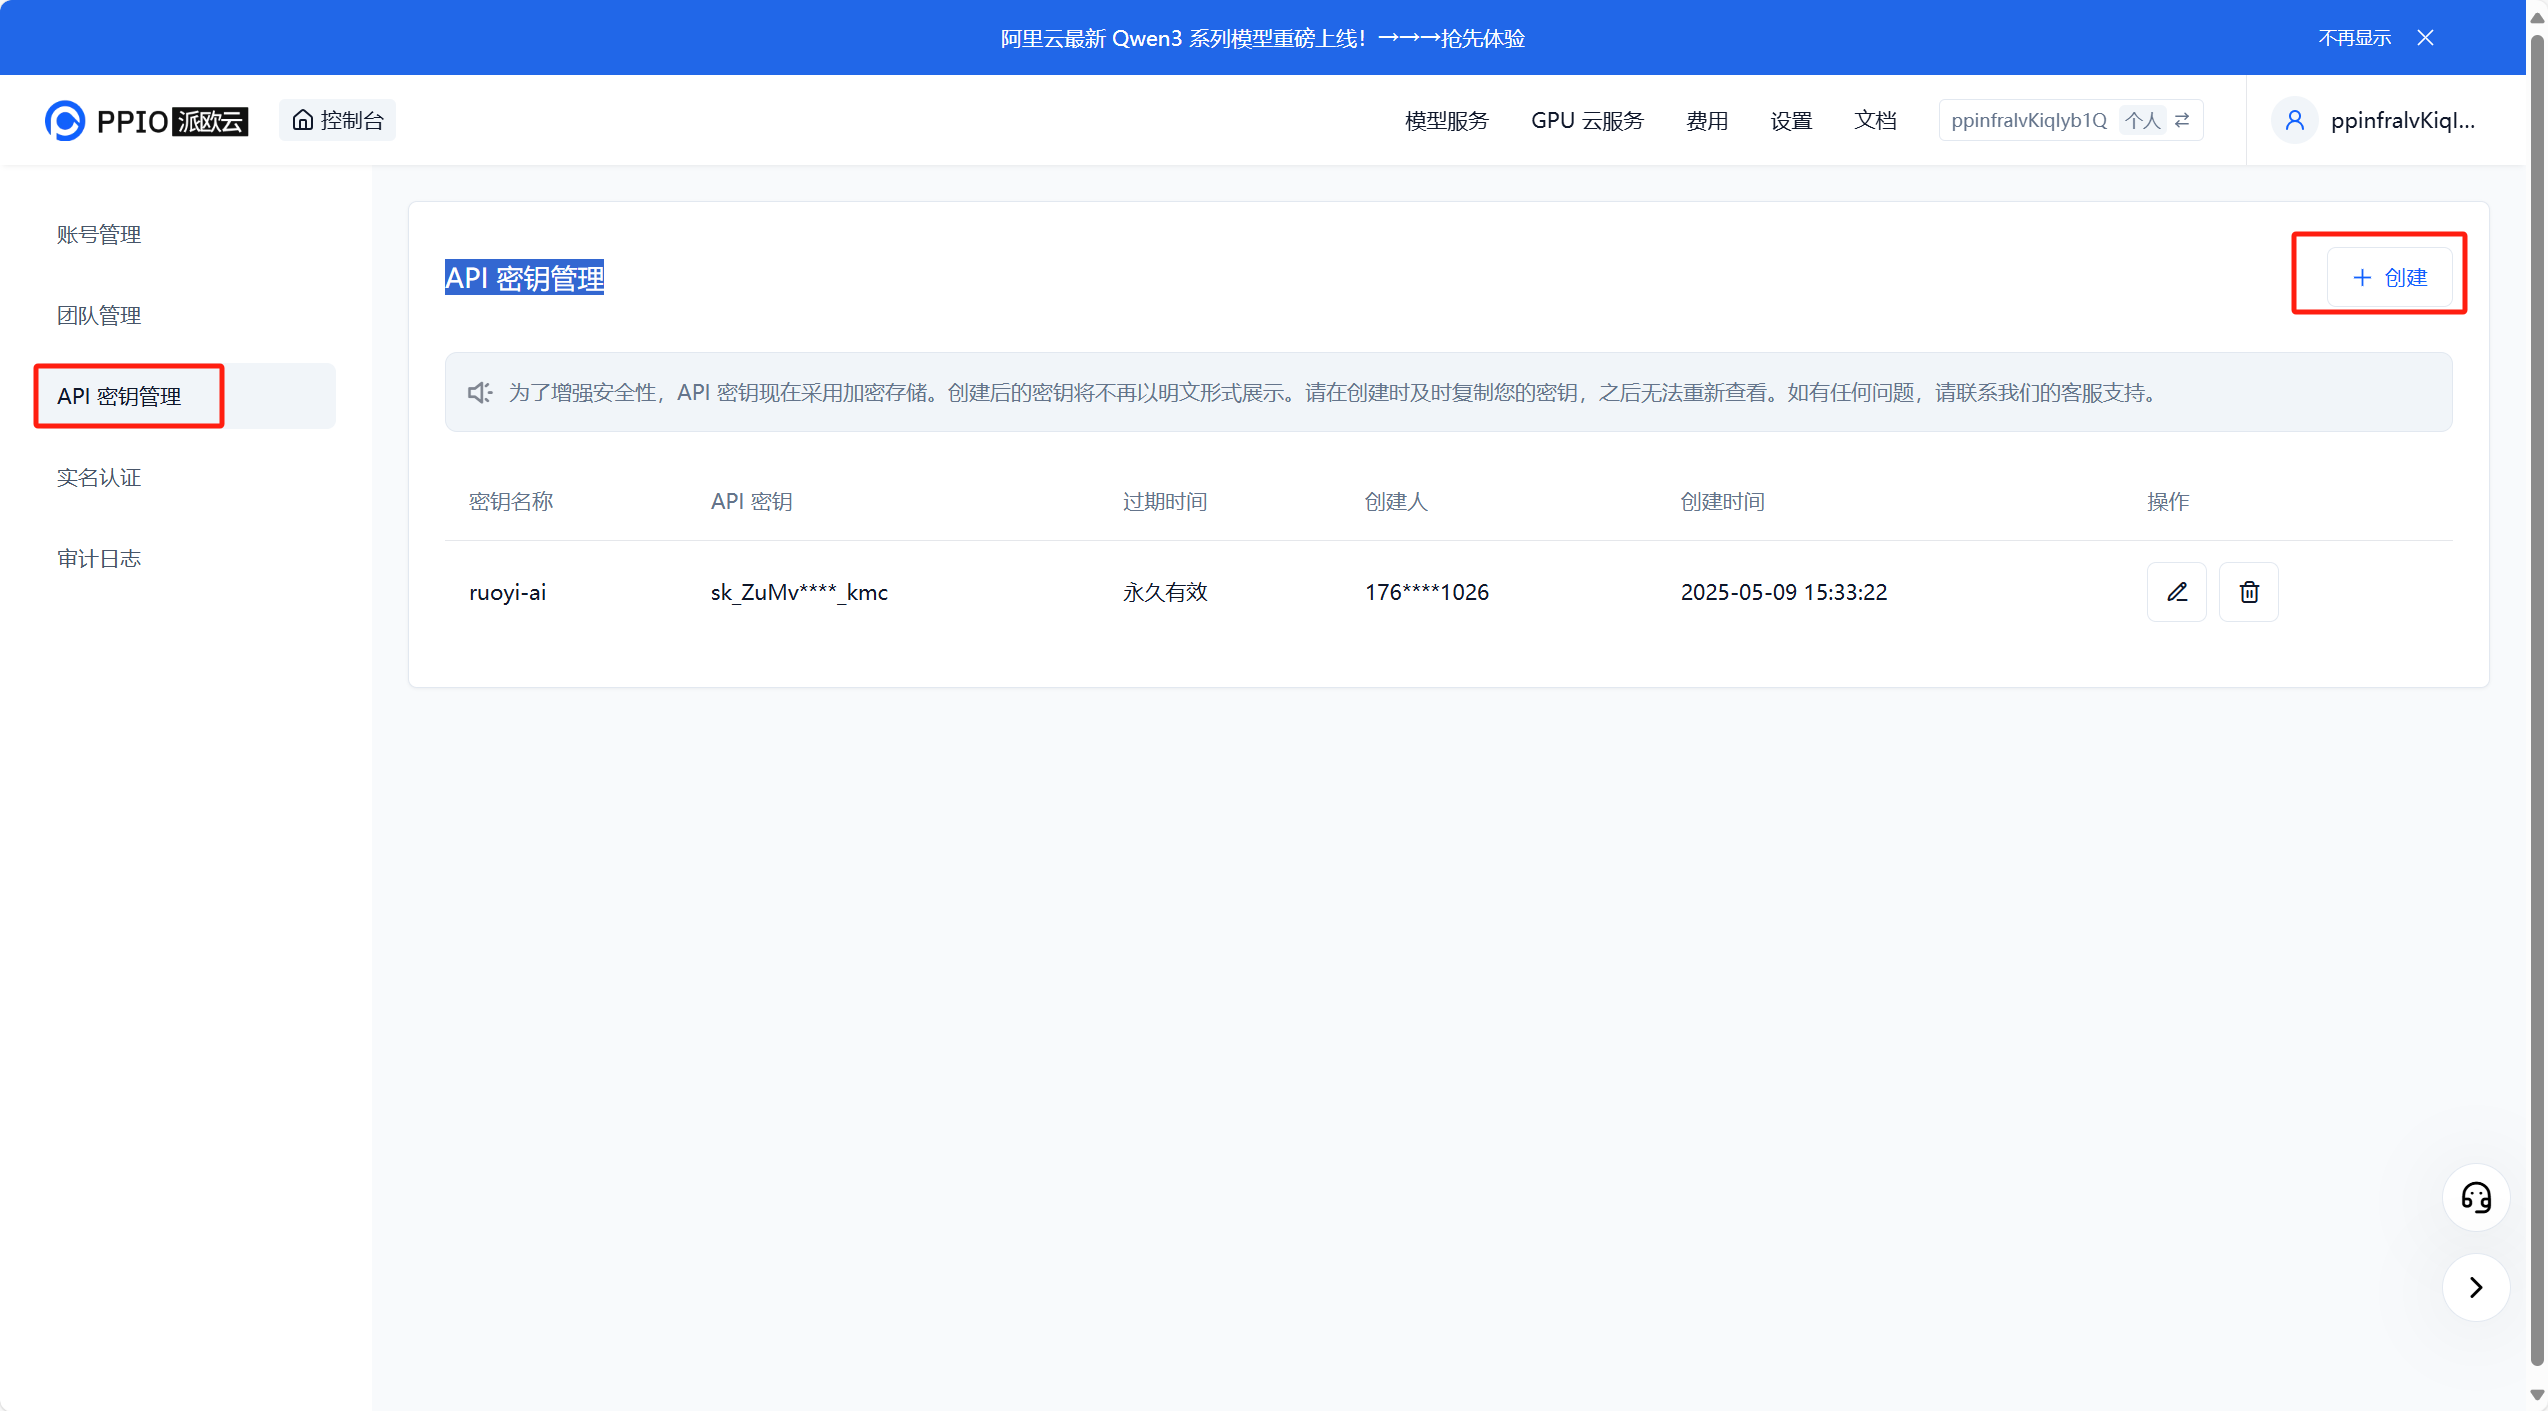 阿里云最新 Qwen3 系列模型重磅上线！→→→抢先体验
不再显示
PPIO 派欧云
控制台
模型服务
GPU 云服务
费用
设置
文档
ppinfralvKiqlyb1Q 个人
ppinfralvKiql...
账号管理
团队管理
API 密钥管理
实名认证
审计日志
API 密钥管理
创建
为了增强安全性，API 密钥现在采用加密存储。创建后的密钥将不再以明文形式展示。请在创建时及时复制您的密钥，之后无法重新查看。如有任何问题，请联系我们的客服支持。
密钥名称 API 密钥 过期时间 创建人 创建时间 操作
ruoyi-ai sk_ZuMv****_kmc 永久有效 176****1026 2025-05-09 15:33:22